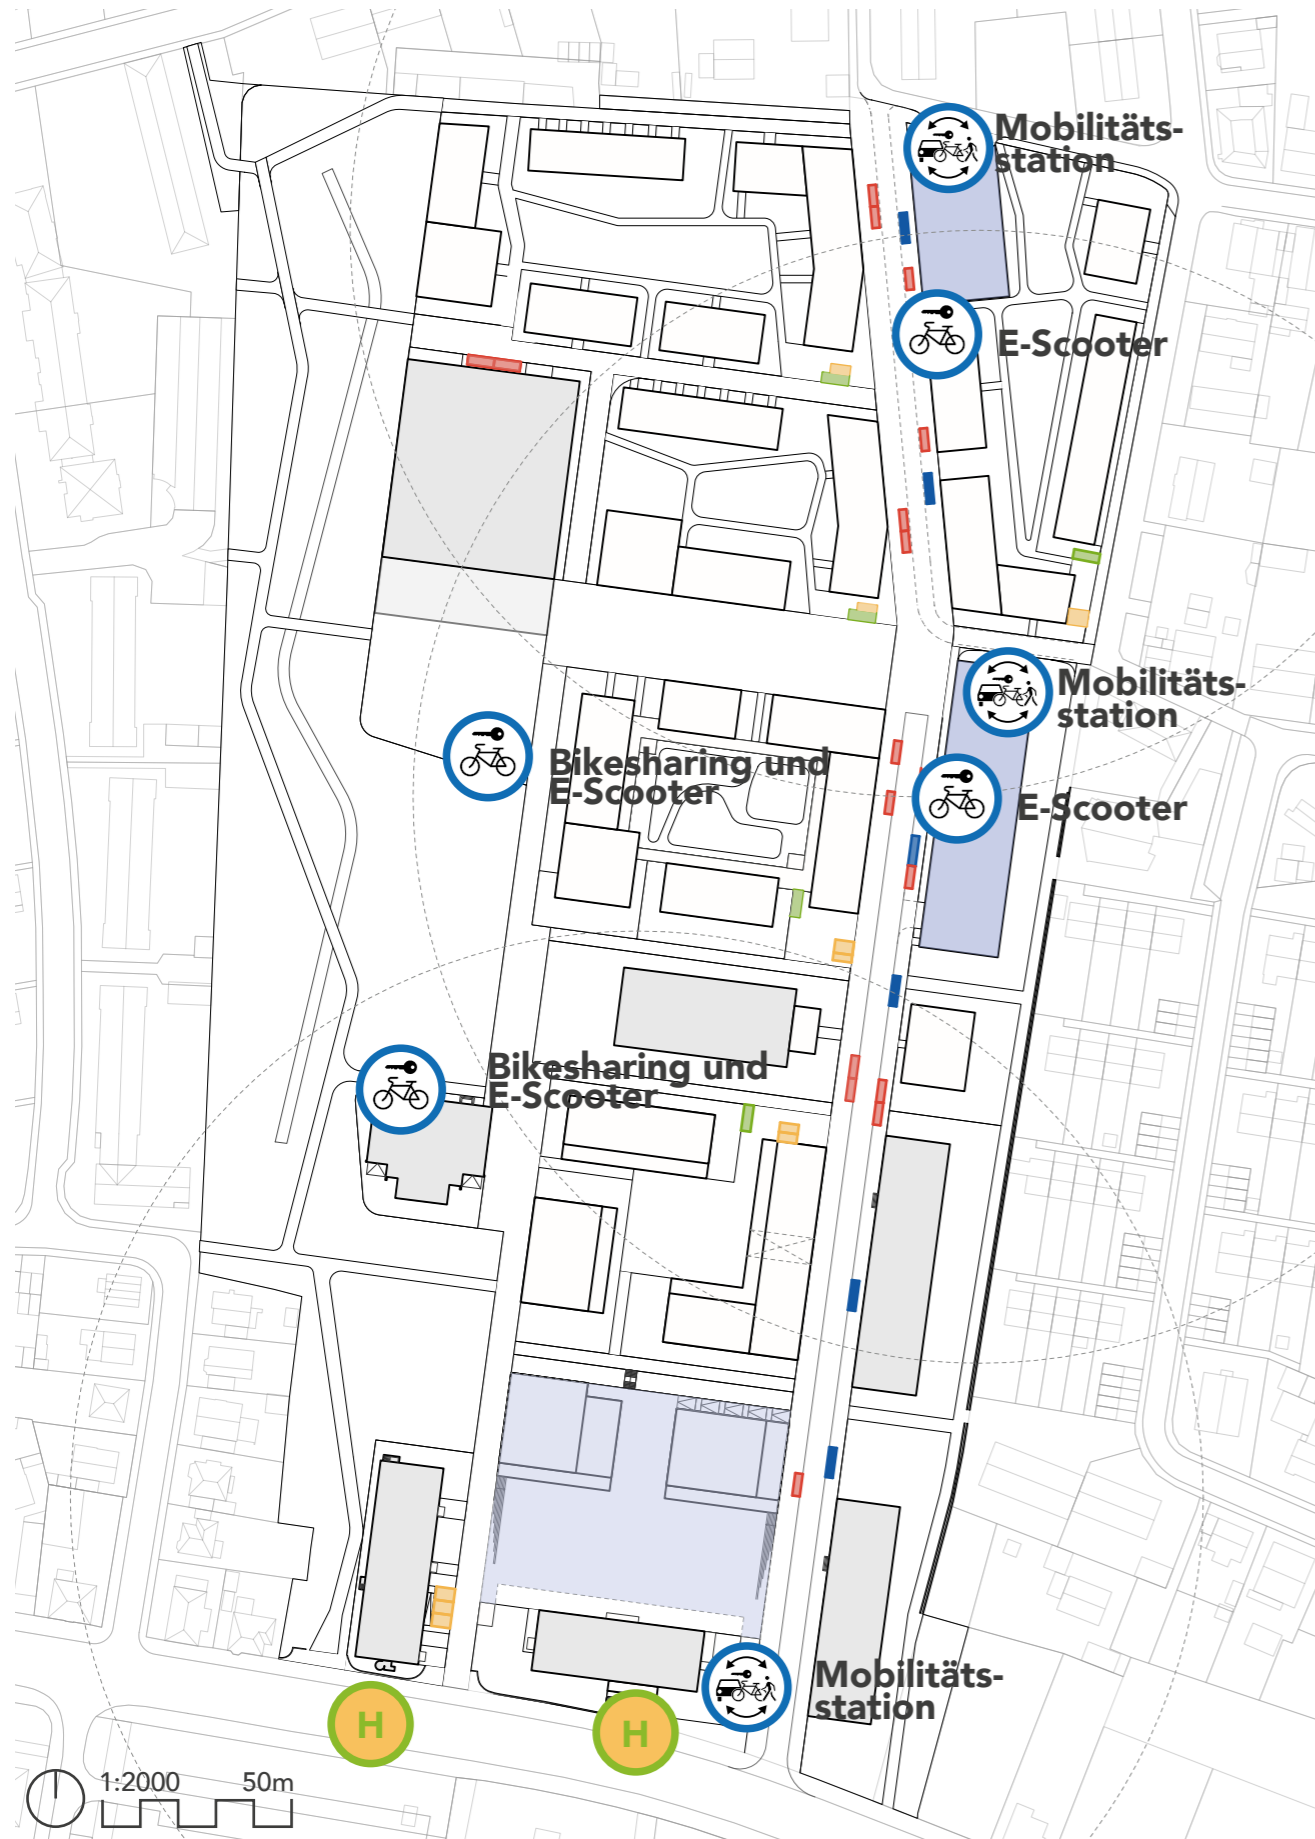 Mobilitäts-
station
E-Scooter
Mobilitäts-
station
Bikesharing und
E-Scooter
E-Scooter
Bikesharing und
E-Scooter
Mobilitäts-
station
H
H
1:2000 50m